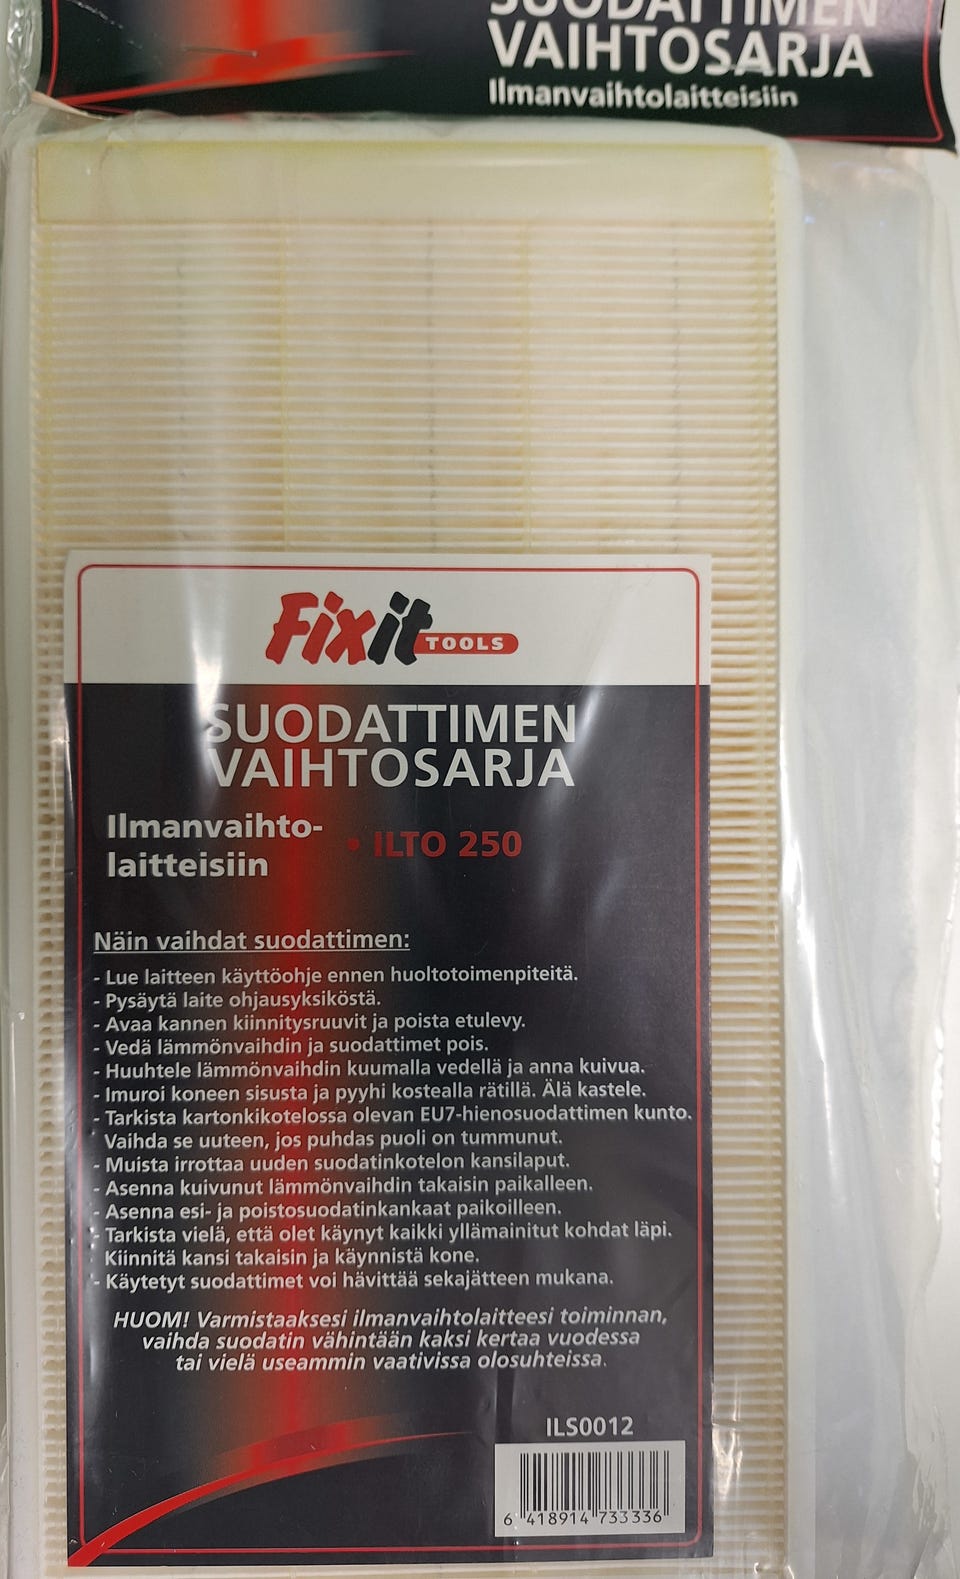 SUODATTIMEN
VAIHTOSARJA
Ilmanvaihtolaitteisiin
Fixit TOOLS
SUODATTIMEN
VAIHTOSARJA
Ilmanvaihto-
laitteisiin
• ILTO 250
Näin vaihdat suodattimen:
- Lue laitteen käyttöohje ennen huoltotoimenpiteitä.
- Pysäytä laite ohjausyksiköstä.
- Avaa kannen kiinnitysruuvit ja poista etulevy.
- Vedä lämmönvaihdin ja suodattimet pois.
- Huuhtele lämmönvaihdin kuumalla vedellä ja anna kuivua.
- Imuroi koneen sisusta ja pyyhi kostealla rätillä. Älä kastele.
- Tarkista kartonkikotelossa olevan EU7-hienosuodattimen kunto.
Vaihda se uuteen, jos puhdas puoli on tummunut.
- Muista irrottaa uuden suodatinkotelon kansilaput.
- Asenna kuivunut lämmönvaihdin takaisin paikalleen.
- Asenna esi- ja poistosuodatinkankaat paikoilleen.
- Tarkista vielä, että olet käynyt kaikki yllämainitut kohdat läpi.
Kiinnitä kansi takaisin ja käynnistä kone.
- Käytetyt suodattimet voi hävittää sekajätteen mukana.
HUOM! Varmistaaksesi ilmanvaihtolaitteesi toiminnan,
vaihda suodatin vähintään kaksi kertaa vuodessa
tai vielä useammin vaativissa olosuhteissa.
ILS0012
6 418914 733336